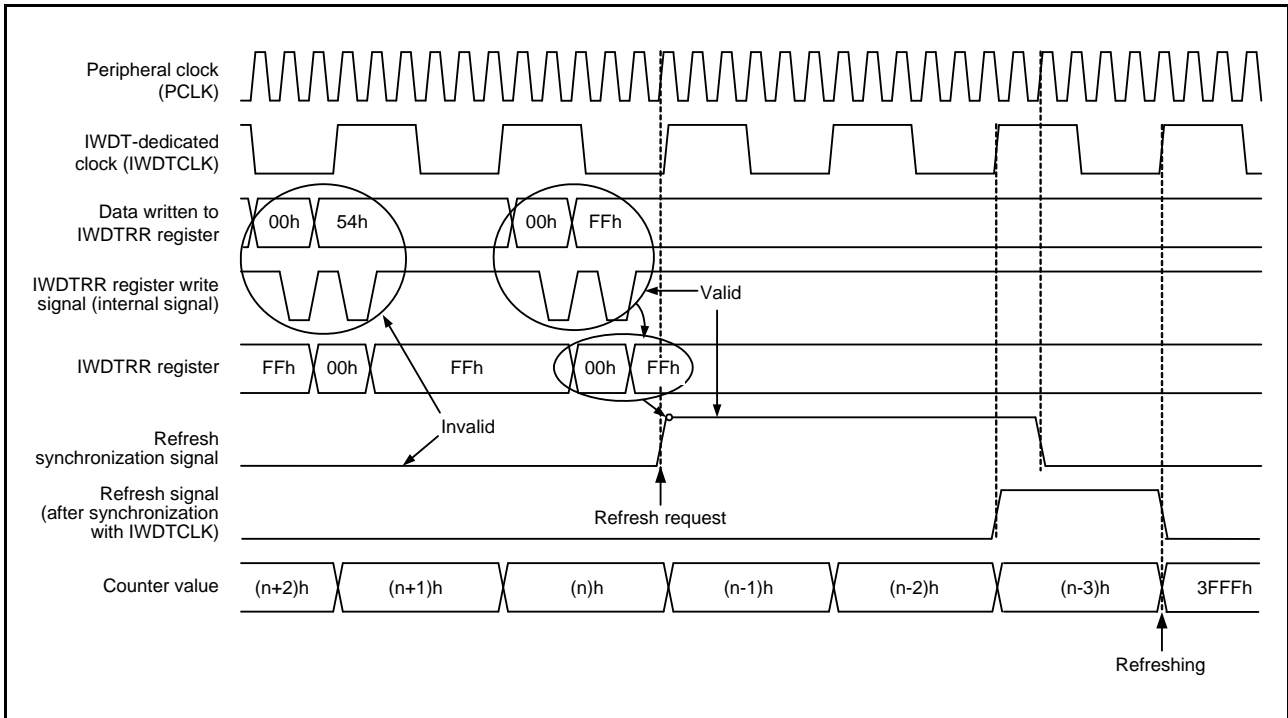 Peripheral clock
(PCLK)
IWDT-dedicated
clock (IWDTCLK)
Data written to
IWDTRR register
00h 54h 00h FFh
IWDTRR register write
signal (internal signal)
Valid
IWDTRR register
FFh 00h FFh 00h FFh
Invalid
Refresh
synchronization signal
Refresh signal
(after synchronization
with IWDTCLK)
Refresh request
Counter value
(n+2)h (n+1)h (n)h (n-1)h (n-2)h (n-3)h 3FFFh
Refreshing